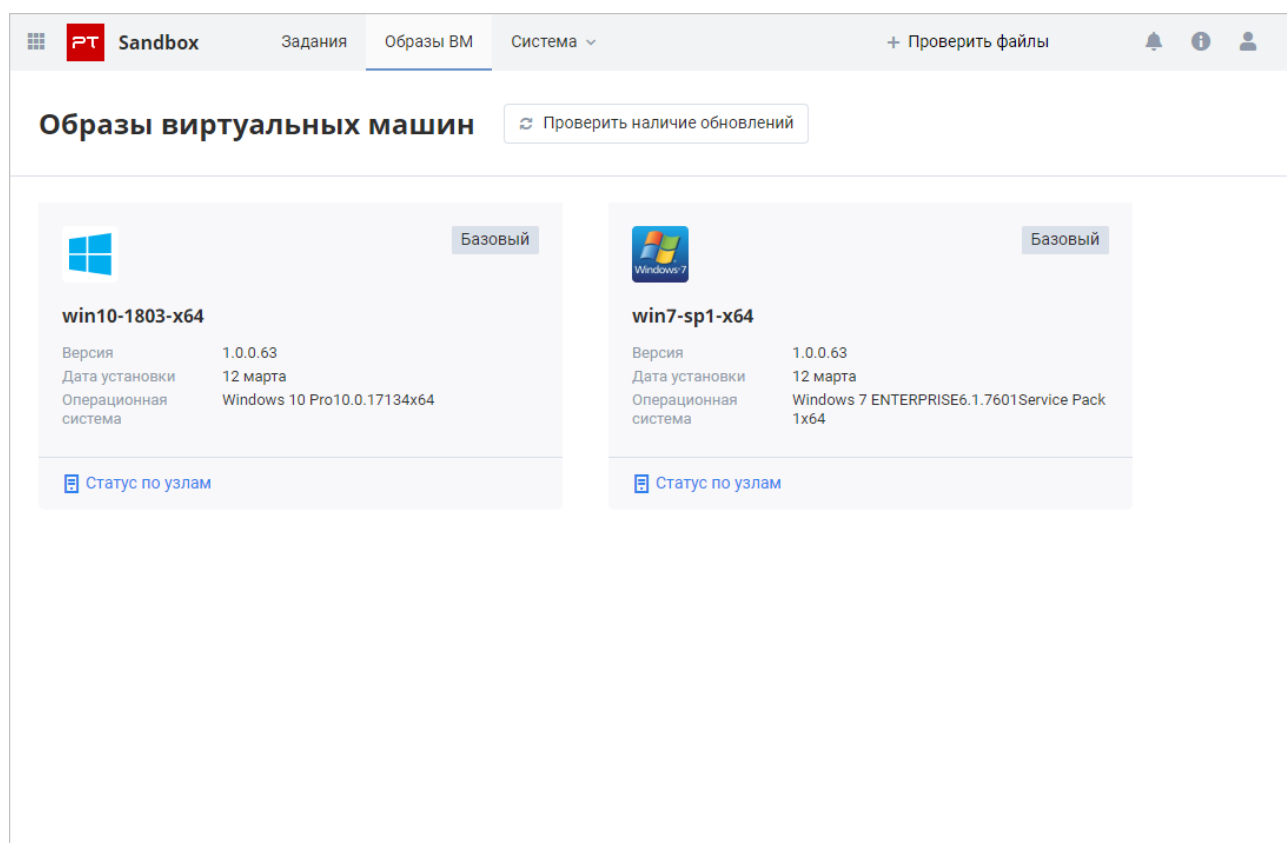 PT Sandbox Задания Образы ВМ Система + Проверить файлы
Образы виртуальных машин Проверить наличие обновлений
Базовый
Windows 7
Базовый
win10-1803-x64
Версия 1.0.0.63
Дата установки 12 марта
Операционная Windows 10 Pro10.0.17134x64
система
Статус по узлам
win7-sp1-x64
Версия 1.0.0.63
Дата установки 12 марта
Операционная Windows 7 ENTERPRISE6.1.7601Service Pack
система 1x64
Статус по узлам